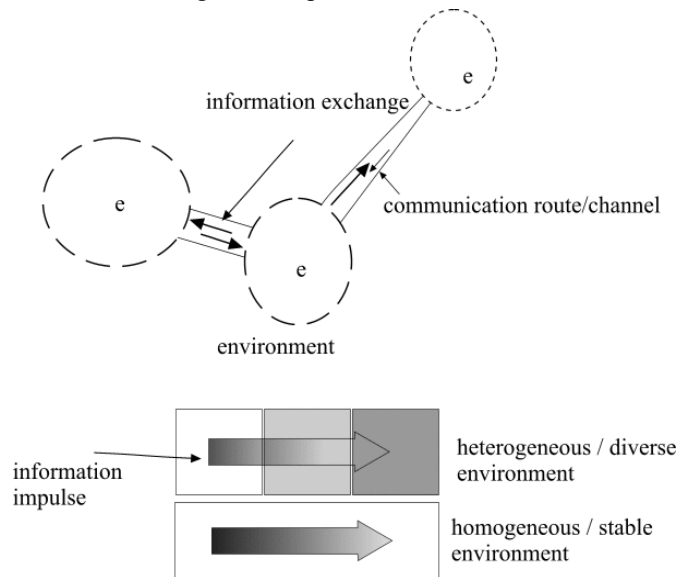 e
information exchange
e
communication route/channel
e
environment
information
impulse
heterogeneous / diverse
environment
homogeneous / stable
environment